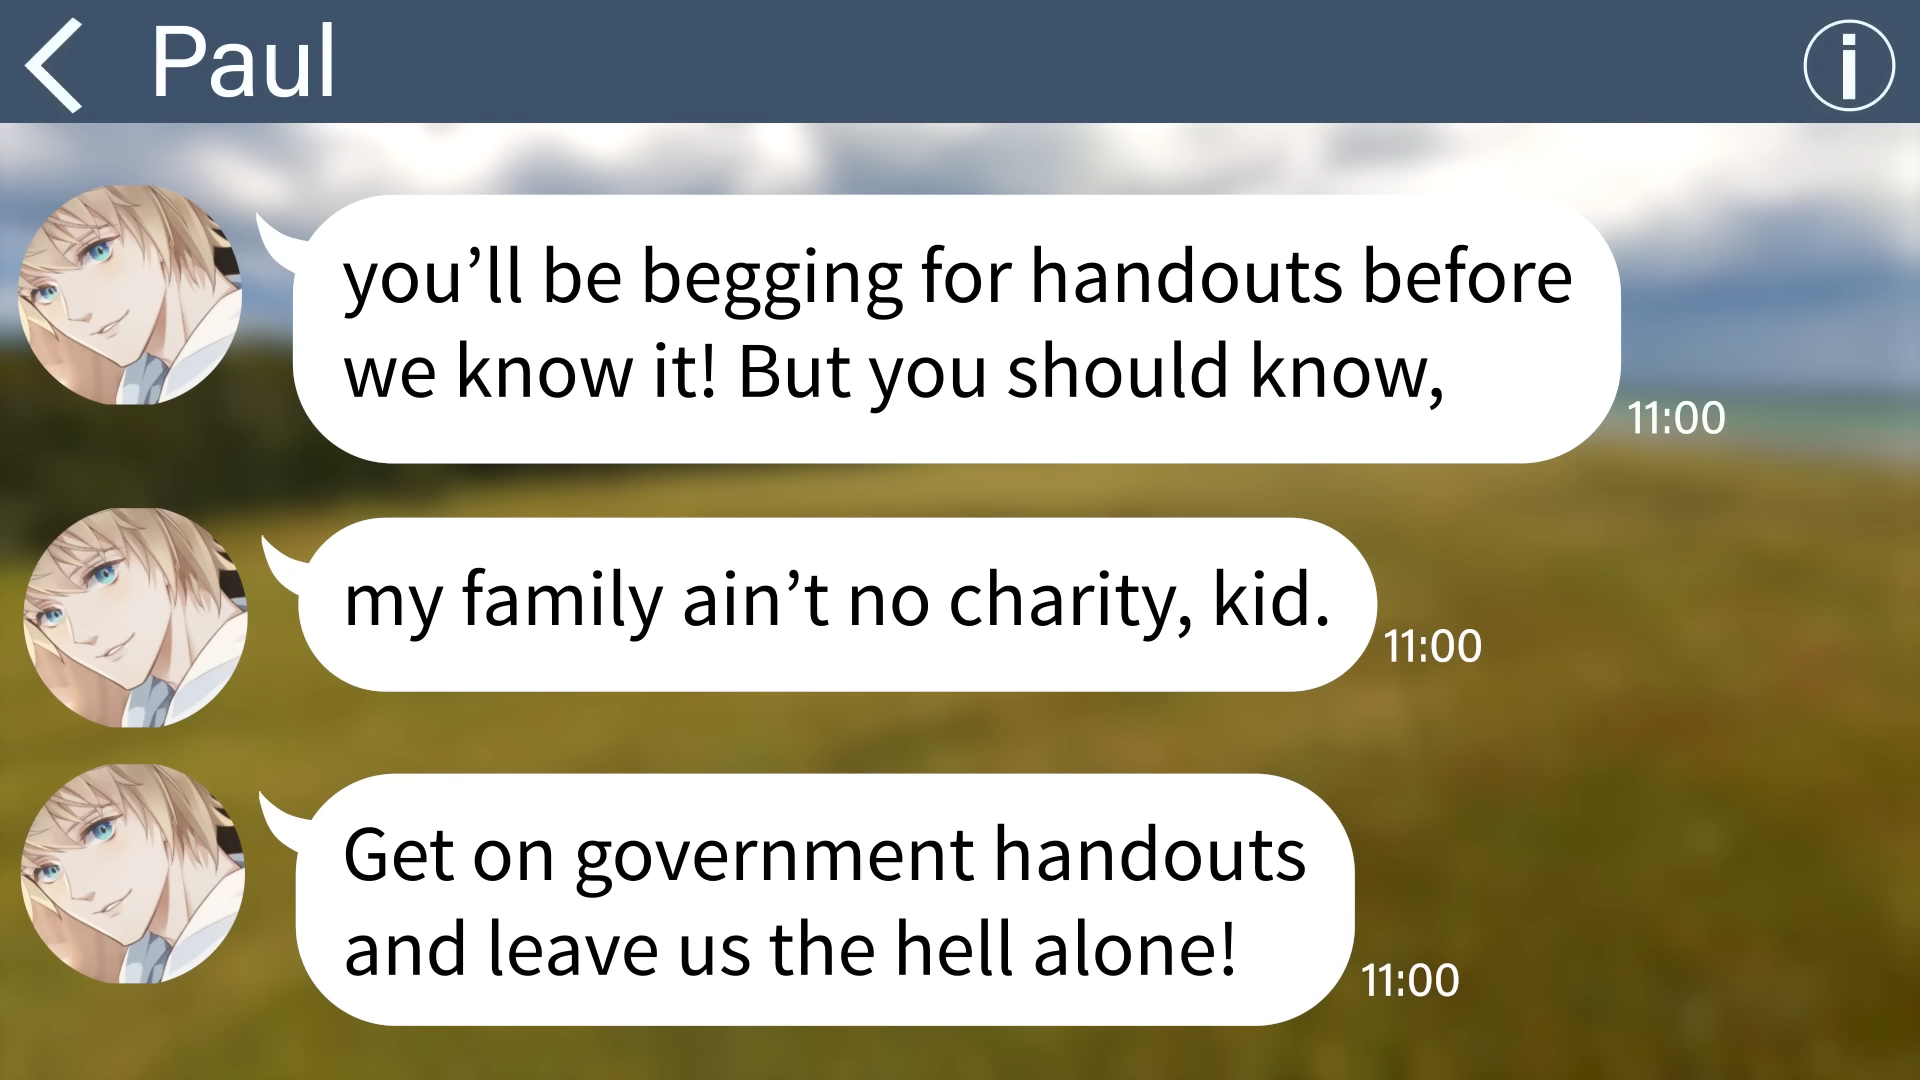 Paul
you’ll be begging for handouts before
we know it! But you should know,
11:00
my family ain’t no charity, kid.
11:00
Get on government handouts
and leave us the hell alone!
11:00